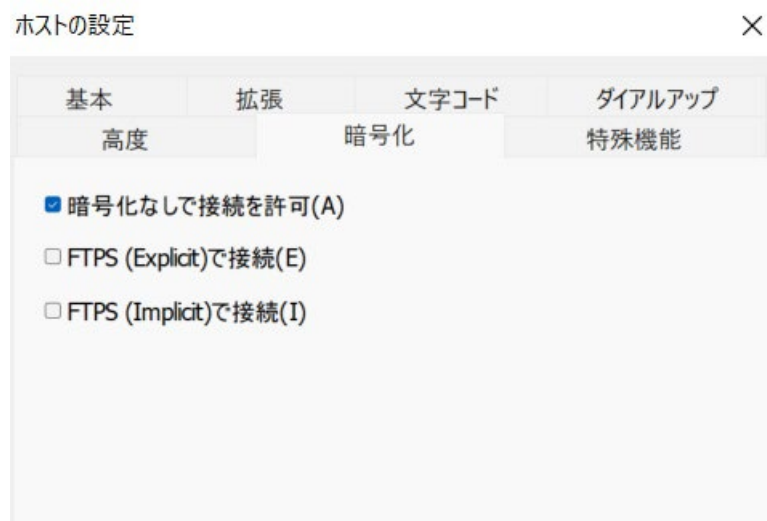 ホストの設定
基本 拡張 文字コード ダイアルアップ
高度 暗号化 特殊機能
暗号化なしで接続を許可(A)
FTPS (Explicit)で接続(E)
FTPS (Implicit)で接続(I)